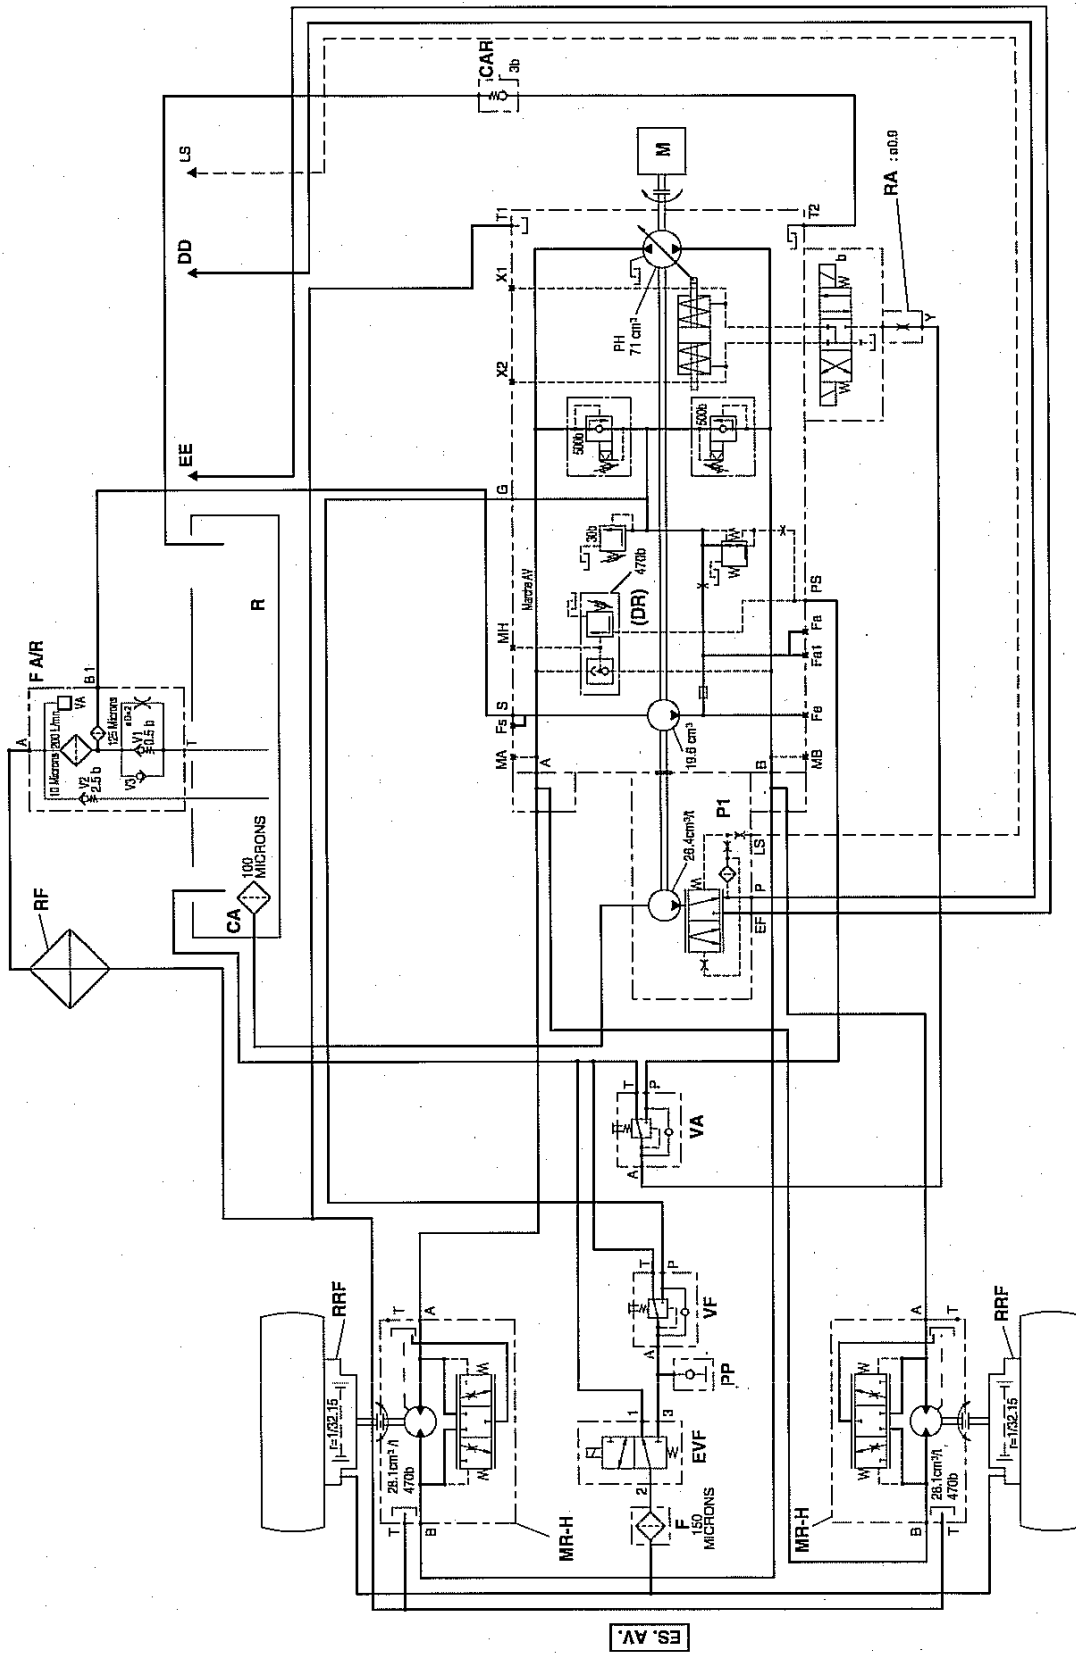 CAR
3b
LS
DD
EE
T1
X1
X2
G
M
T2
RA : ø0.9
b
Y
PH
71 cm³
500b
500b
30b
470b
(DR)
Marche AV
MH
PS
Fa
Fa1
S
Fs
Fe
MA
A
B
MB
19.6 cm³
F A/R
B1
A
VA
10 Microns
200 L/mn
125 Microns
V1
0.5 b
V2
2.5 b
V3
T
R
RF
CA
100
MICRONS
P1
26.4cm³/t
LS
P
EF
T
P
A
VA
T
P
VF
A
PP
1
3
2
EVF
F
150
MICRONS
RRF
r=1/32.15
T
A
28.1cm³/t
470b
T
B
MR-H
RRF
r=1/32.15
A
T
28.1cm³/t
470b
B
T
MR-H
ES. AV.